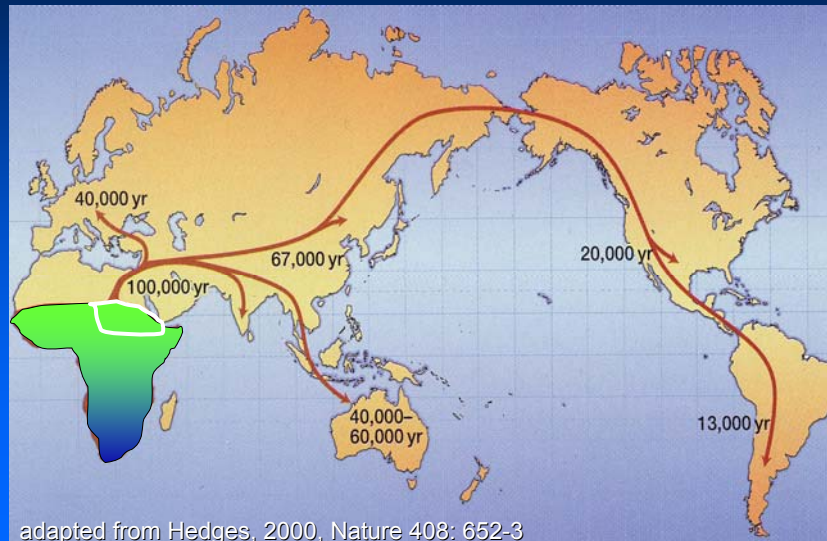 40,000 yr
67,000 yr
100,000 yr
20,000 yr
40,000–
60,000 yr
13,000 yr
adapted from Hedges, 2000, Nature 408: 652-3